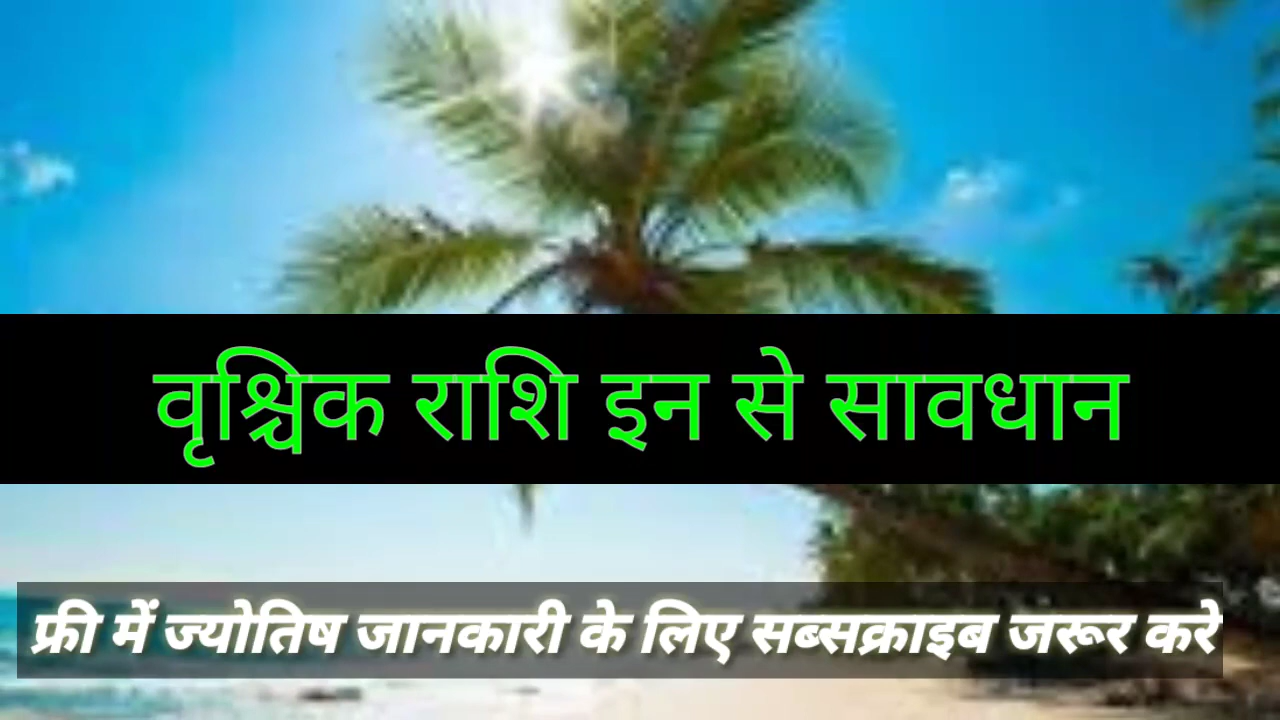 वृश्चिक राशि इन से सावधान
फ्री में ज्योतिष जानकारी के लिए सब्सक्राइब जरूर करे